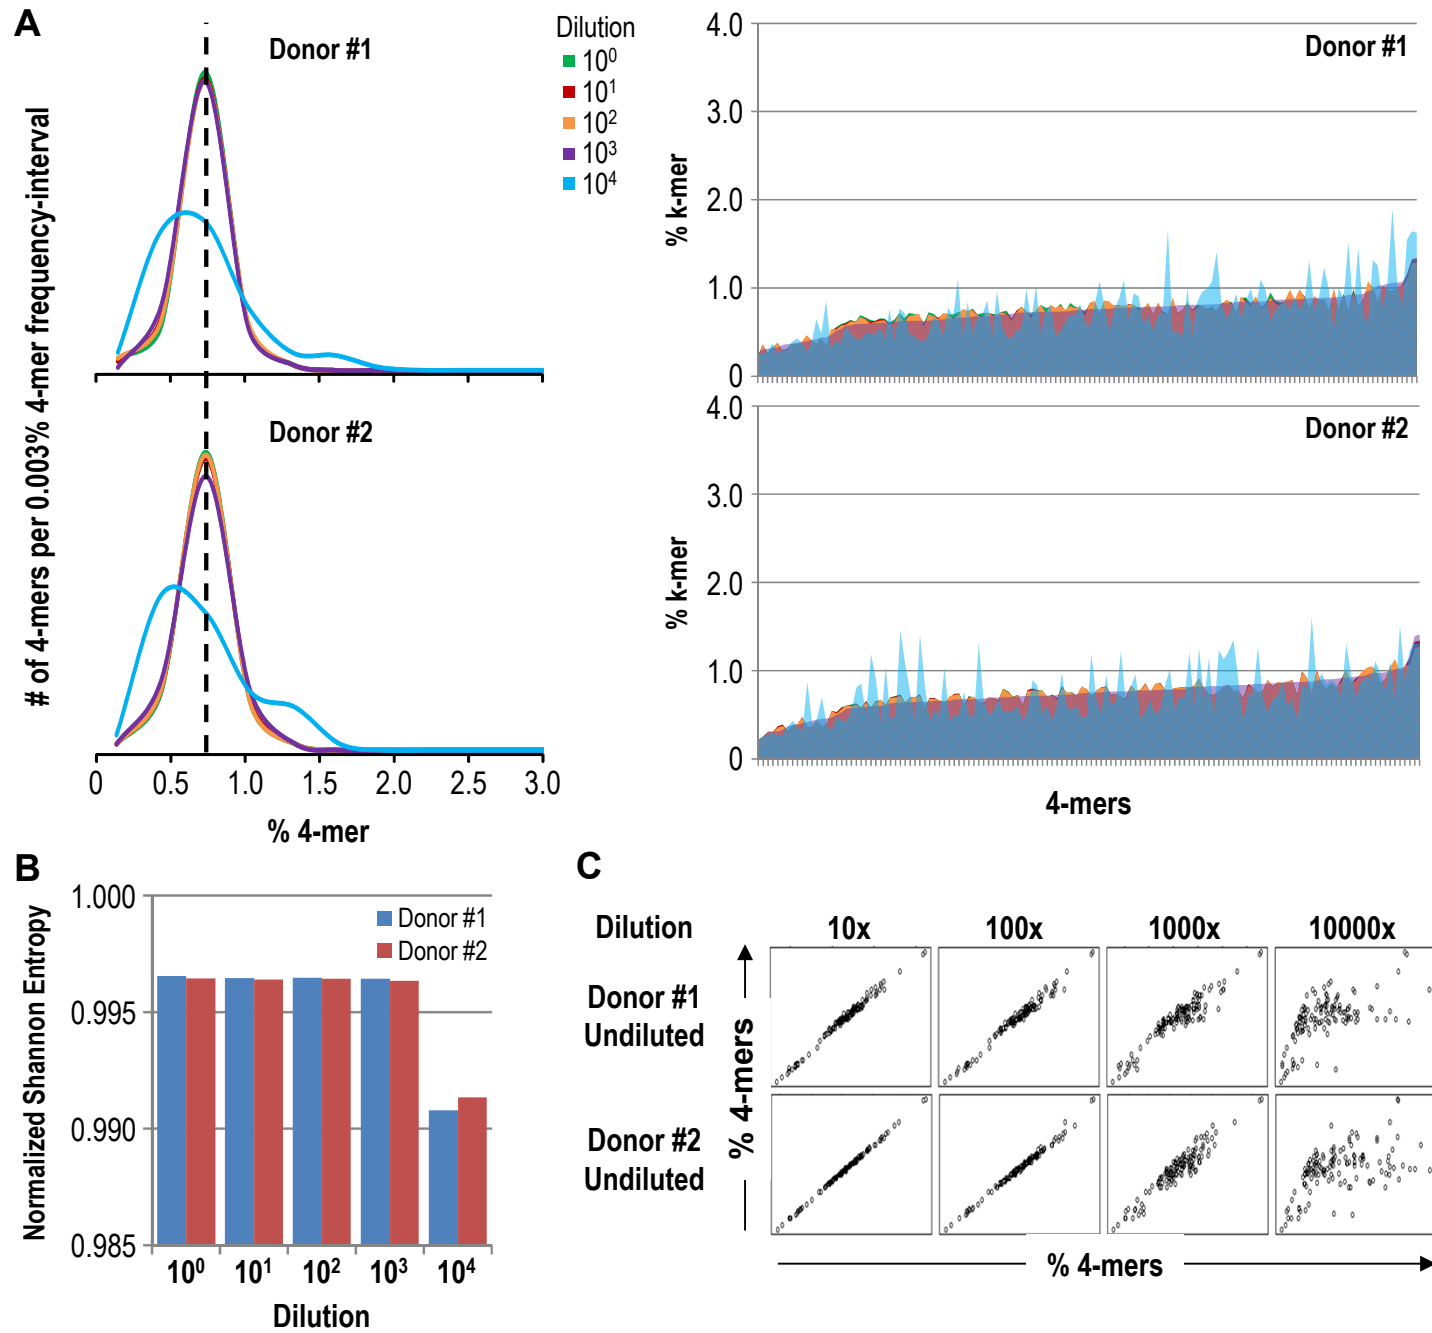 A
Donor #1
Dilution
10⁰
10¹
10²
10³
10⁴
# of 4-mers per 0.003% 4-mer frequency-interval
Donor #2
0 0.5 1.0 1.5 2.0 2.5 3.0
% 4-mer
4.0
3.0
2.0
1.0
0
% k-mer
Donor #1
4.0
3.0
2.0
1.0
0
% k-mer
Donor #2
4-mers
B
1.000
0.995
0.990
0.985
Normalized Shannon Entropy
Donor #1
Donor #2
10⁰ 10¹ 10² 10³ 10⁴
Dilution
C
Dilution 10x 100x 1000x 10000x
Donor #1
Undiluted
Donor #2
Undiluted
% 4-mers
% 4-mers